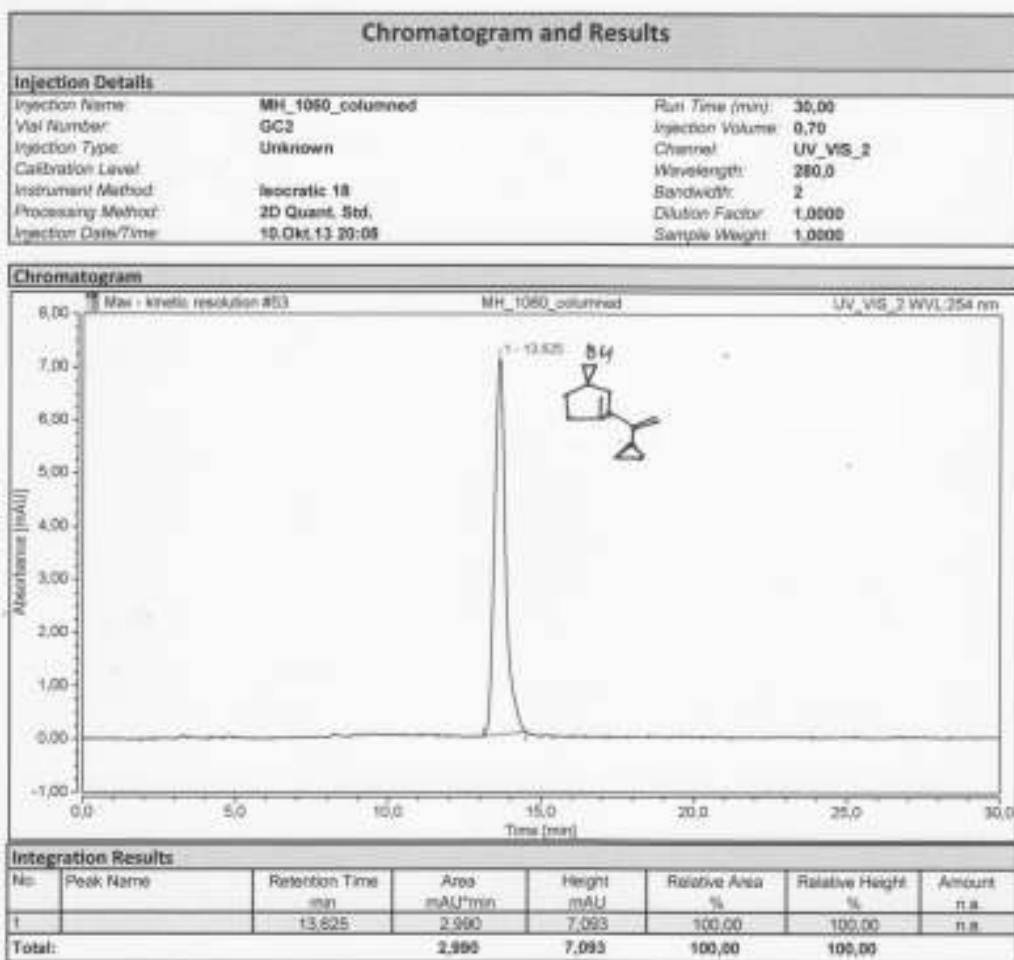 Chromatogram and Results
Injection Details
Injection Name: MH_1060_columned Run Time (min): 30,00
Vial Number: GC2 Injection Volume: 0,70
Injection Type: Unknown Channel: UV_VIS_2
Calibration Level: Wavelength: 280,0
Instrument Method: Isocratic 18 Bandwidth: 2
Processing Method: 2D Quant. Std. Dilution Factor: 1,0000
Injection Date/Time: 10.Okt.13 20:08 Sample Weight: 1,0000
Chromatogram
- kinetic resolution #53 MH_1060_columned UV_VIS_2 WVL:254 nm
8,00
7,00
6,00
5,00
4,00
3,00
2,00
1,00
0,00
-1,00
Absorbance [mAU]
1 - 13,625
0,0 5,0 10,0 15,0 20,0 25,0 30,0
Time [min]
Integration Results
No. Peak Name Retention Time Area Height Relative Area Relative Height Amount
min mAU*min mAU % % n.a.
1 13,625 2,990 7,093 100,00 100,00 n.a.
Total: 2,990 7,093 100,00 100,00